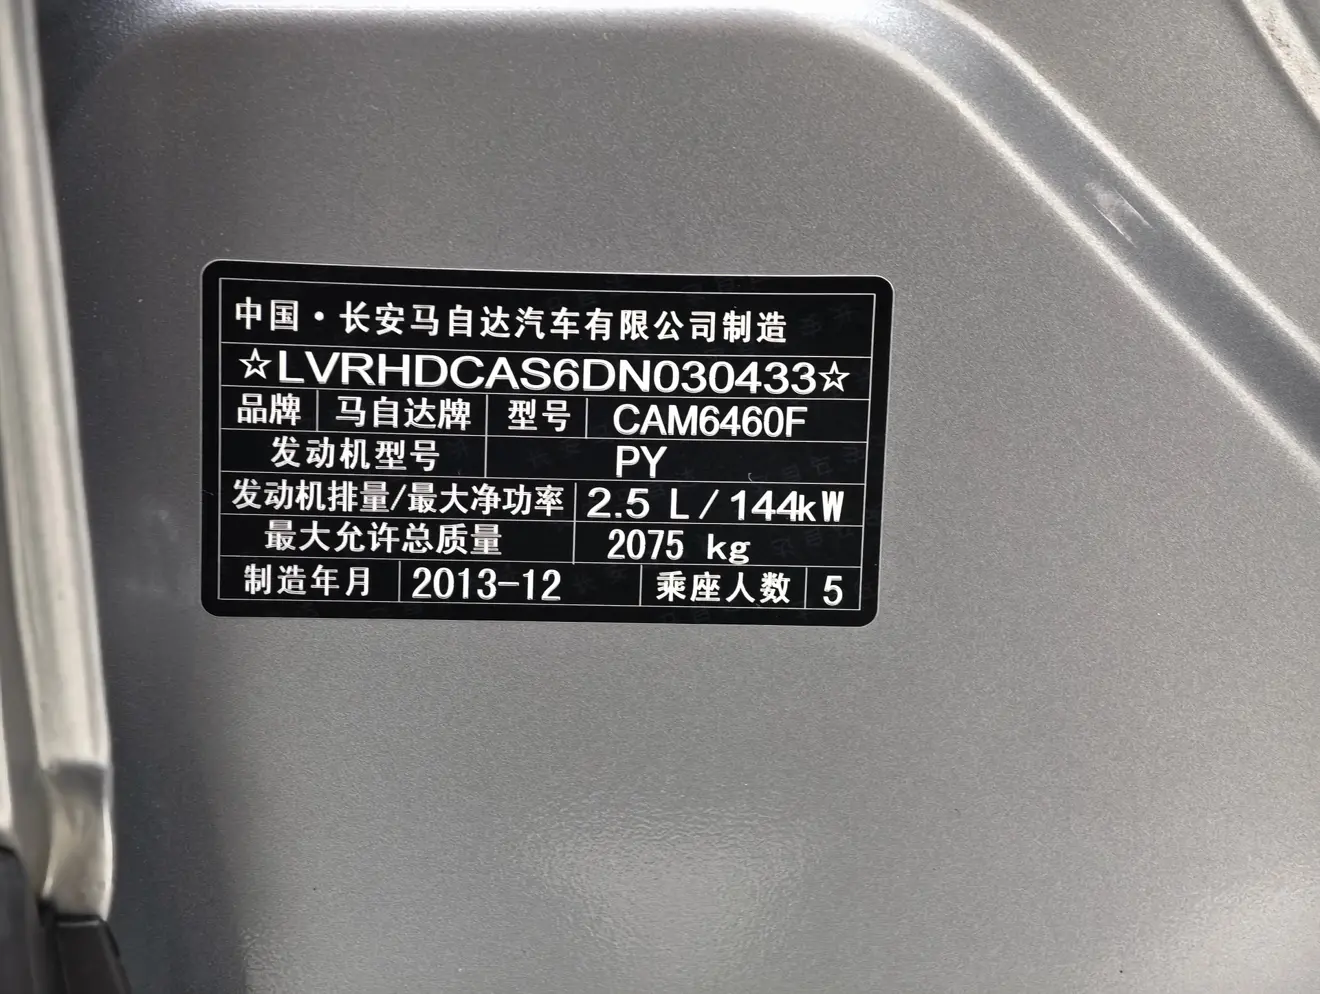 中国·长安马自达汽车有限公司制造
☆LVRHDCAS6DN030433☆
品牌 马自达牌 型号 CAM6460F
发动机型号 PY
发动机排量/最大净功率 2.5 L/144kW
最大允许总质量 2075 kg
制造年月 2013-12 乘座人数 5